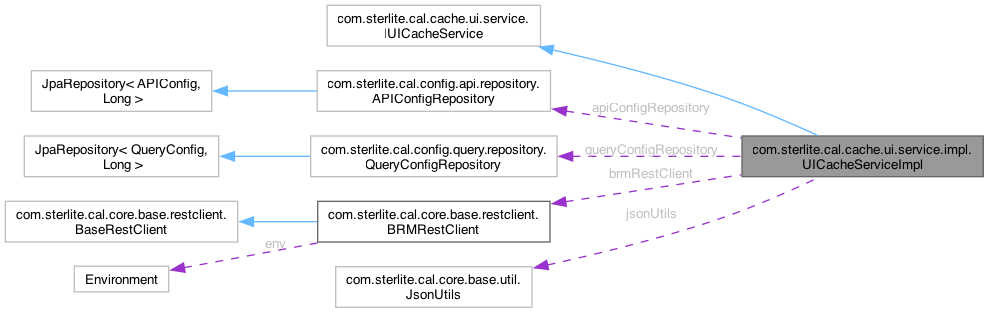 com.sterlite.cal.cache.ui.service.
IUICacheService
JpaRepository< APIConfig,
Long >
com.sterlite.cal.config.api.repository.
APIConfigRepository
apiConfigRepository
JpaRepository< QueryConfig,
Long >
com.sterlite.cal.config.query.repository.
QueryConfigRepository
queryConfigRepository
com.sterlite.cal.cache.ui.service.impl.
UICacheServiceImpl
brmRestClient
com.sterlite.cal.core.base.restclient.
BaseRestClient
com.sterlite.cal.core.base.restclient.
BRMRestClient
jsonUtils
env
Environment
com.sterlite.cal.core.base.util.
JsonUtils